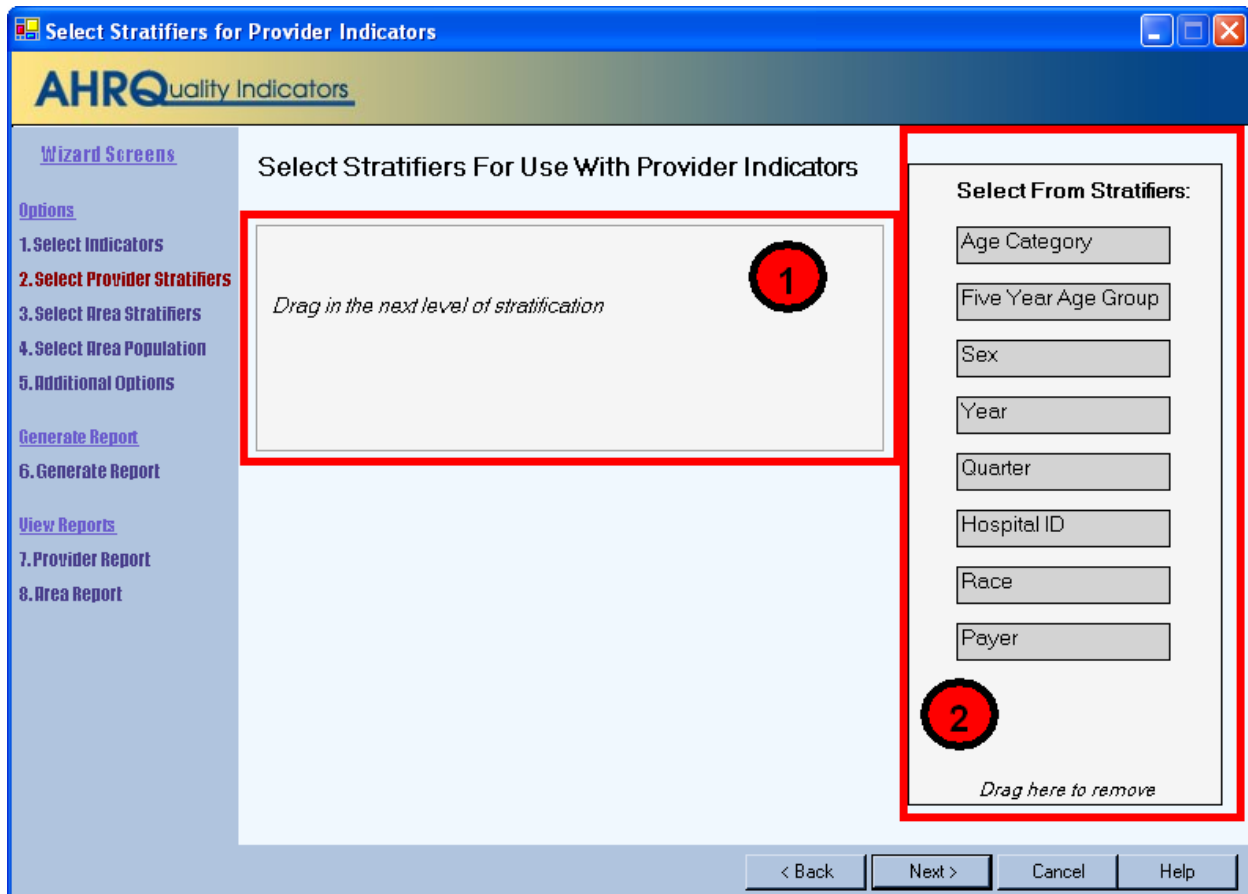 Select Stratifiers for Provider Indicators
AHRQuality Indicators
Wizard Screens
Options
1.Select Indicators
2.Select Provider Stratifiers
3.Select Area Stratifiers
4.Select Area Population
5.Additional Options
Generate Report
6.Generate Report
View Reports
7.Provider Report
8.Area Report
Select Stratifiers For Use With Provider Indicators
Drag in the next level of stratification
1
Select From Stratifiers:
Age Category
Five Year Age Group
Sex
Year
Quarter
Hospital ID
Race
Payer
2
Drag here to remove
< Back
Next >
Cancel
Help